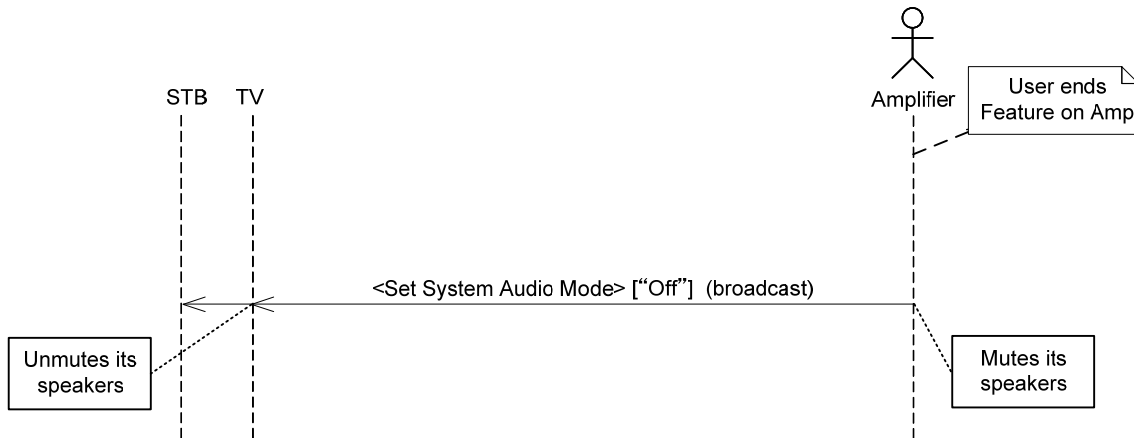 STB TV
Amplifier
User ends
Feature on Amp
<Set System Audio Mode> [“Off”] (broadcast)
Unmutes its
speakers
Mutes its
speakers